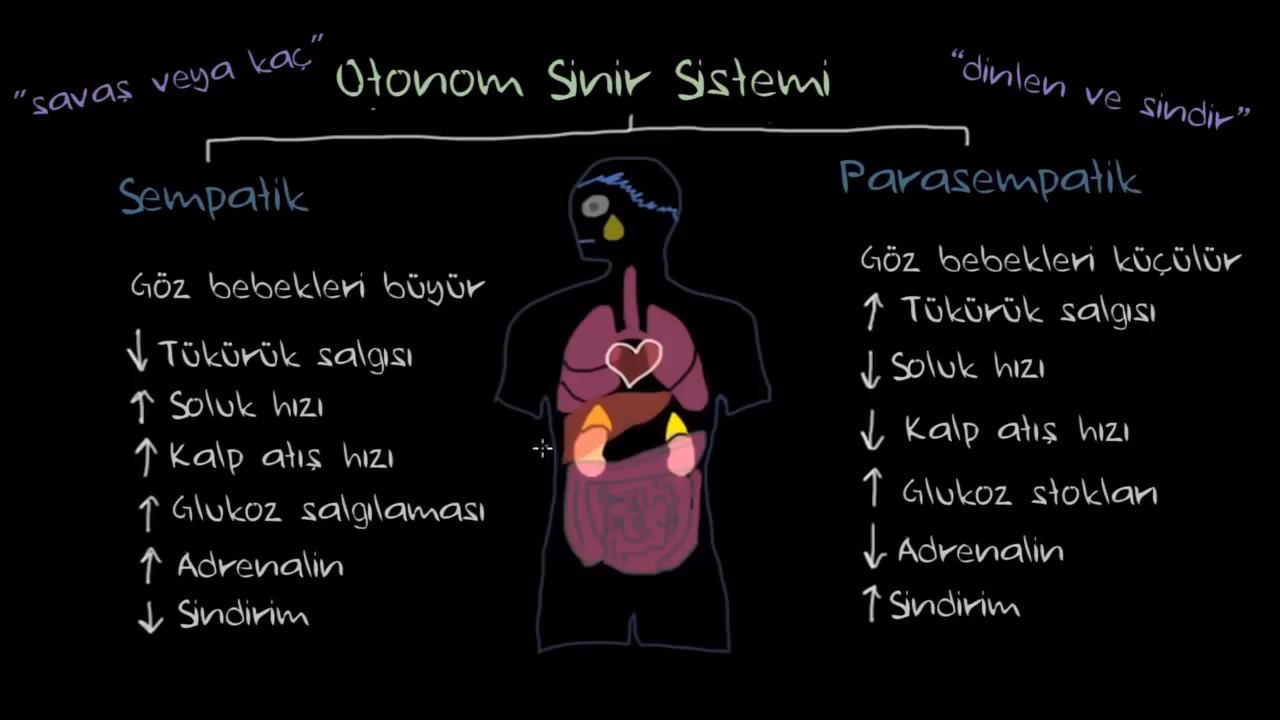 "savaş veya kaç"
Otonom Sinir Sistemi
"dinlen ve sindir"
Sempatik
Göz bebekleri büyür
↓ Tükürük salgısı
↑ Soluk hızı
↑ Kalp atış hızı
↑ Glukoz salgılaması
↑ Adrenalin
↓ Sindirim
Parasempatik
Göz bebekleri küçülür
↑ Tükürük salgısı
↓ Soluk hızı
↓ Kalp atış hızı
↑ Glukoz stokları
↓ Adrenalin
↑ Sindirim